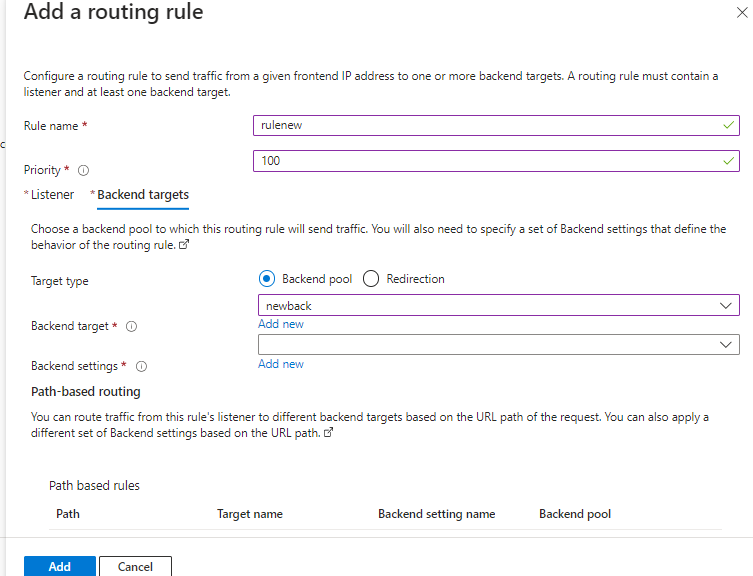 Add a routing rule
Configure a routing rule to send traffic from a given frontend IP address to one or more backend targets. A routing rule must contain a
listener and at least one backend target.
Rule name *
rulenew
Priority *
100
* Listener * Backend targets
Choose a backend pool to which this routing rule will send traffic. You will also need to specify a set of Backend settings that define the
behavior of the routing rule.
Target type
Backend pool Redirection
newback
Backend target *
Add new
Backend settings *
Add new
Path-based routing
You can route traffic from this rule's listener to different backend targets based on the URL path of the request. You can also apply a
different set of Backend settings based on the URL path.
Path based rules
Path Target name Backend setting name Backend pool
Add Cancel